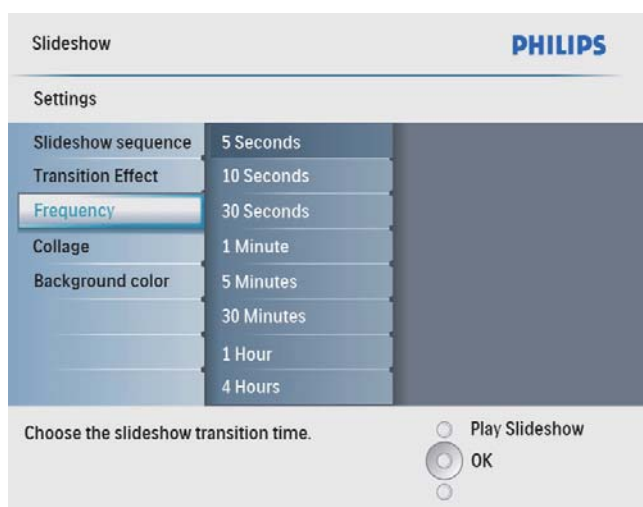 Slideshow
PHILIPS
Settings
Slideshow sequence
Transition Effect
Frequency
Collage
Background color
5 Seconds
10 Seconds
30 Seconds
1 Minute
5 Minutes
30 Minutes
1 Hour
4 Hours
Choose the slideshow transition time.
Play Slideshow
OK